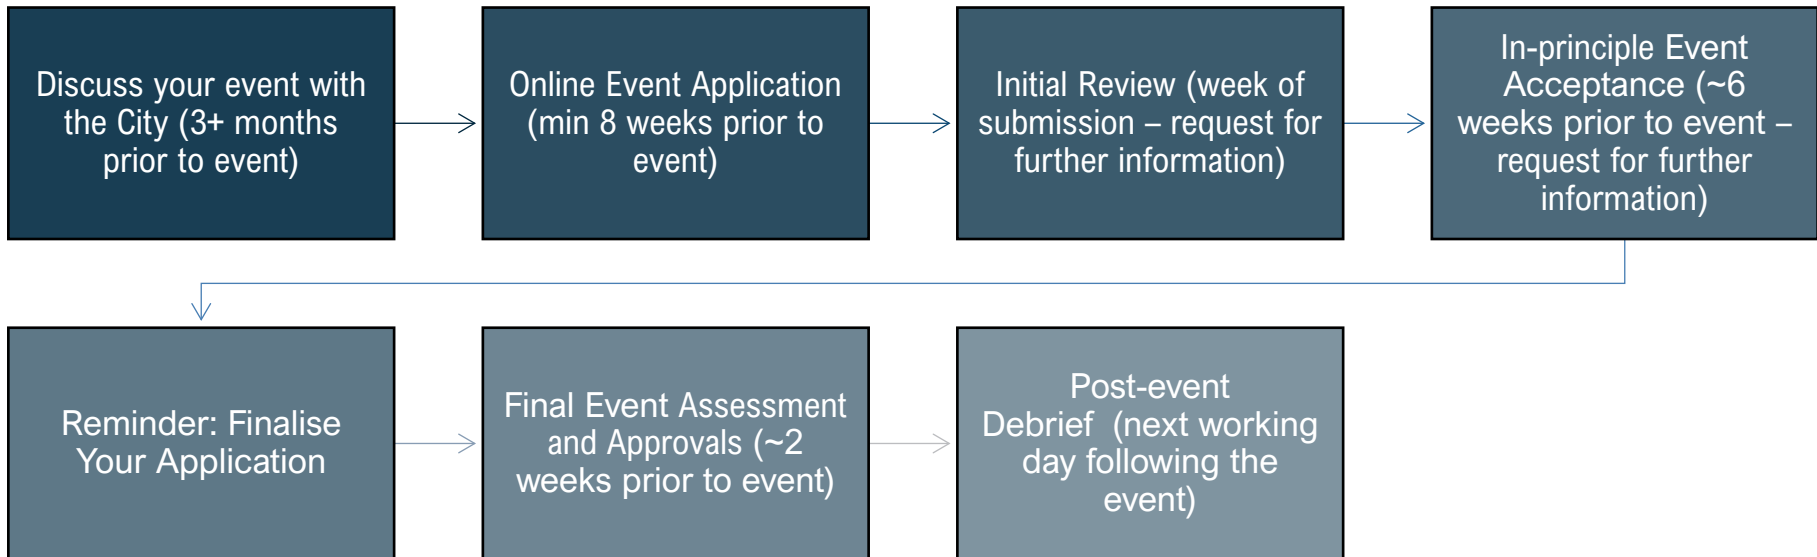 Discuss your event with
the City (3+ months
prior to event)
Online Event Application
(min 8 weeks prior to
event)
Initial Review (week of
submission – request for
further information)
In-principle Event
Acceptance (~6
weeks prior to event –
request for further
information)
Reminder: Finalise
Your Application
Final Event Assessment
and Approvals (~2
weeks prior to event)
Post-event
Debrief  (next working
day following the
event)